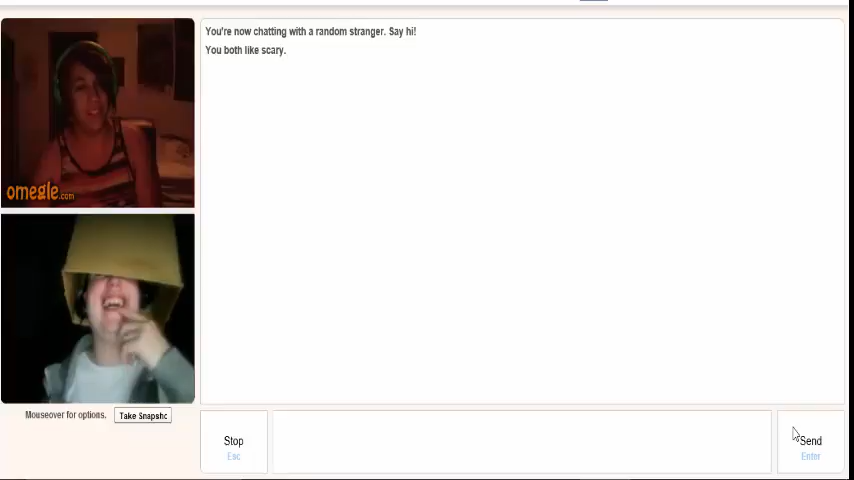 You're now chatting with a random stranger. Say hi!
You both like scary.
omegle.com
Mouseover for options.
Take Snapshc
Stop
Esc
Send
Enter